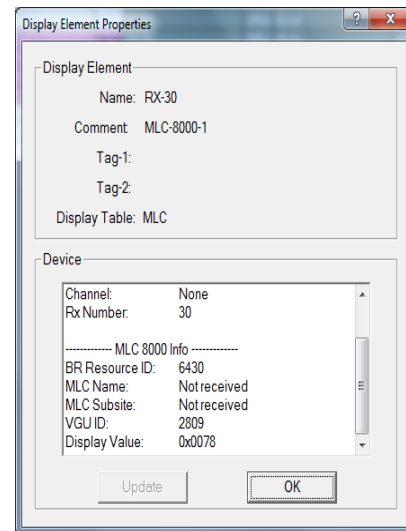 Display Element Properties
? X
Display Element
Name: RX-30
Comment: MLC-8000-1
Tag-1:
Tag-2:
Display Table: MLC
Device
Channel: None
Rx Number: 30
------------ MLC 8000 Info ------------
BR Resource ID: 6430
MLC Name: Not received
MLC Subsite: Not received
VGU ID: 2809
Display Value: 0x0078
Update OK